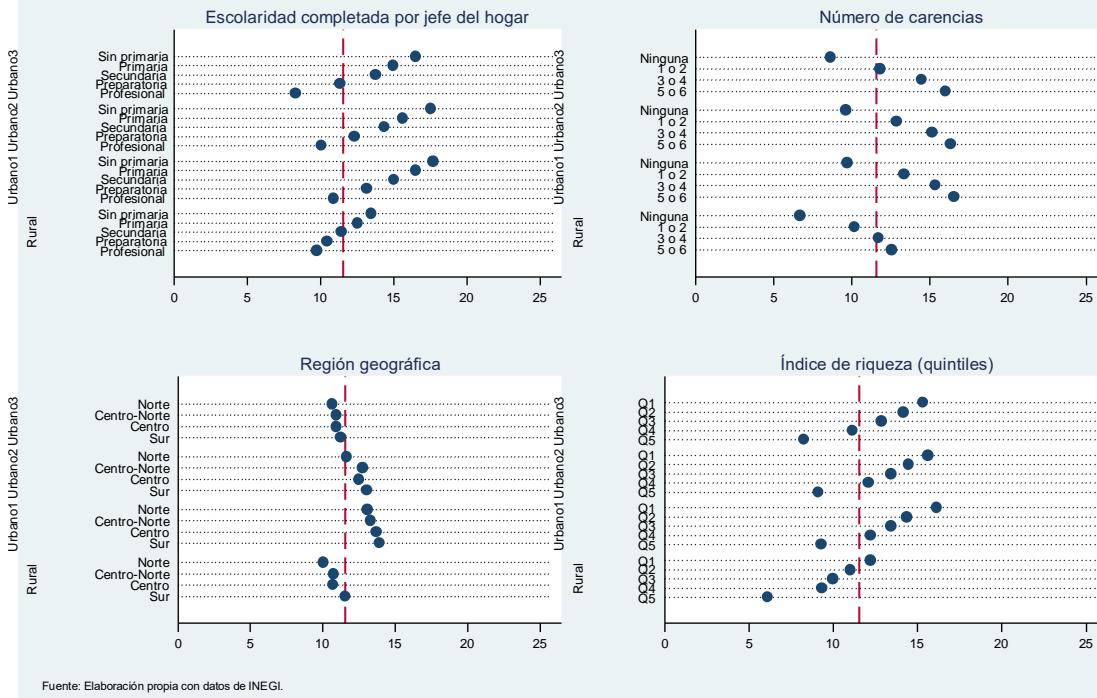 Escolaridad completada por jefe del hogar
Urbano3
Sin primaria
Primaria
Secundaria
Preparatoria
Profesional
Urbano2
Sin primaria
Primaria
Secundaria
Preparatoria
Profesional
Urbano1
Sin primaria
Primaria
Secundaria
Preparatoria
Profesional
Rural
Sin primaria
Primaria
Secundaria
Preparatoria
Profesional
0 5 10 15 20 25
Número de carencias
Urbano3
Ninguna
1 o 2
3 o 4
5 o 6
Urbano2
Ninguna
1 o 2
3 o 4
5 o 6
Urbano1
Ninguna
1 o 2
3 o 4
5 o 6
Rural
Ninguna
1 o 2
3 o 4
5 o 6
0 5 10 15 20 25
Región geográfica
Urbano3
Norte
Centro-Norte
Centro
Sur
Urbano2
Norte
Centro-Norte
Centro
Sur
Urbano1
Norte
Centro-Norte
Centro
Sur
Rural
Norte
Centro-Norte
Centro
Sur
0 5 10 15 20 25
Índice de riqueza (quintiles)
Urbano3
Q1
Q2
Q3
Q4
Q5
Urbano2
Q1
Q2
Q3
Q4
Q5
Urbano1
Q1
Q2
Q3
Q4
Q5
Rural
Q1
Q2
Q3
Q4
Q5
0 5 10 15 20 25
Fuente: Elaboración propia con datos de INEGI.